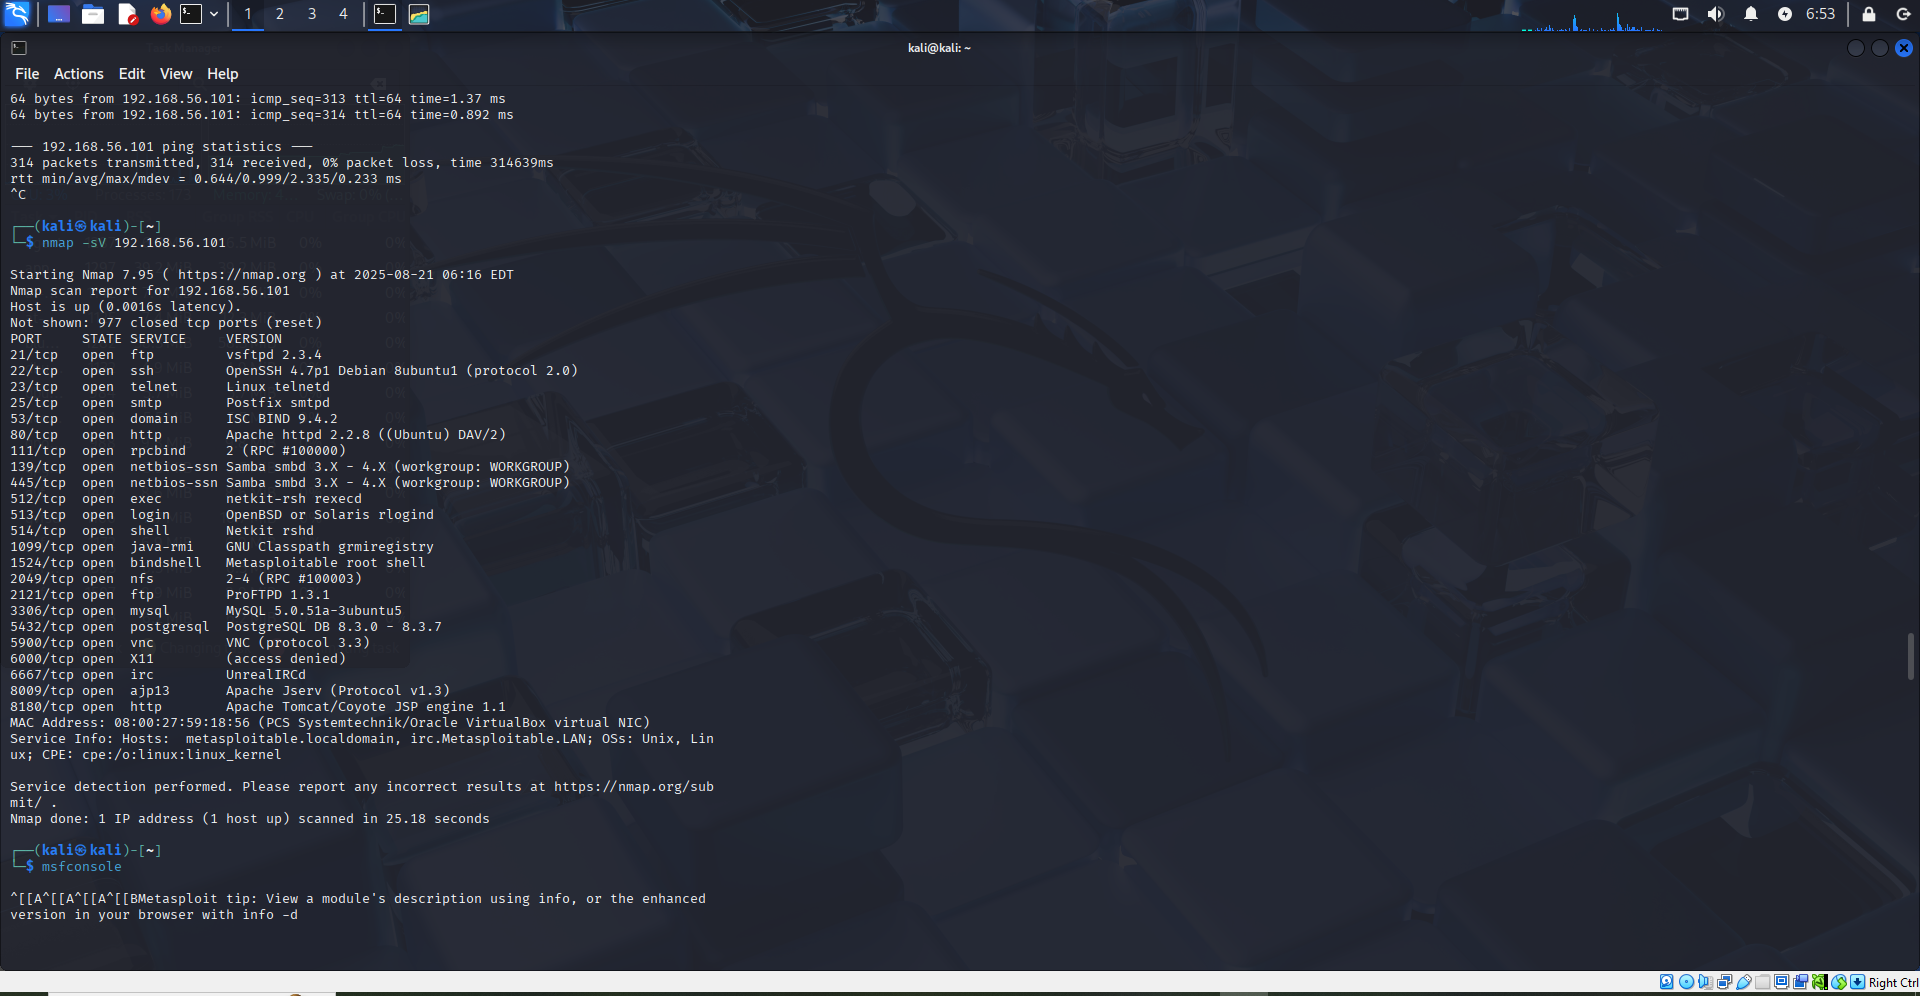 1 2 3 4 6:53
kali@kali: ~
File Actions Edit View Help
64 bytes from 192.168.56.101: icmp_seq=313 ttl=64 time=1.37 ms
64 bytes from 192.168.56.101: icmp_seq=314 ttl=64 time=0.892 ms
--- 192.168.56.101 ping statistics ---
314 packets transmitted, 314 received, 0% packet loss, time 314639ms
rtt min/avg/max/mdev = 0.644/0.999/2.335/0.233 ms
^C
┌──(kali㉿kali)-[~]
└─$ nmap -sV 192.168.56.101
Starting Nmap 7.95 ( https://nmap.org ) at 2025-08-21 06:16 EDT
Nmap scan report for 192.168.56.101
Host is up (0.0016s latency).
Not shown: 977 closed tcp ports (reset)
PORT     STATE SERVICE     VERSION
21/tcp   open  ftp         vsftpd 2.3.4
22/tcp   open  ssh         OpenSSH 4.7p1 Debian 8ubuntu1 (protocol 2.0)
23/tcp   open  telnet      Linux telnetd
25/tcp   open  smtp        Postfix smtpd
53/tcp   open  domain      ISC BIND 9.4.2
80/tcp   open  http        Apache httpd 2.2.8 ((Ubuntu) DAV/2)
111/tcp  open  rpcbind     2 (RPC #100000)
139/tcp  open  netbios-ssn Samba smbd 3.X - 4.X (workgroup: WORKGROUP)
445/tcp  open  netbios-ssn Samba smbd 3.X - 4.X (workgroup: WORKGROUP)
512/tcp  open  exec        netkit-rsh rexecd
513/tcp  open  login       OpenBSD or Solaris rlogind
514/tcp  open  shell       Netkit rshd
1099/tcp open  java-rmi    GNU Classpath grmiregistry
1524/tcp open  bindshell   Metasploitable root shell
2049/tcp open  nfs         2-4 (RPC #100003)
2121/tcp open  ftp         ProFTPD 1.3.1
3306/tcp open  mysql       MySQL 5.0.51a-3ubuntu5
5432/tcp open  postgresql  PostgreSQL DB 8.3.0 - 8.3.7
5900/tcp open  vnc         VNC (protocol 3.3)
6000/tcp open  X11         (access denied)
6667/tcp open  irc         UnrealIRCd
8009/tcp open  ajp13       Apache Jserv (Protocol v1.3)
8180/tcp open  http        Apache Tomcat/Coyote JSP engine 1.1
MAC Address: 08:00:27:59:18:56 (PCS Systemtechnik/Oracle VirtualBox virtual NIC)
Service Info: Hosts:  metasploitable.localdomain, irc.Metasploitable.LAN; OSs: Unix, Lin
ux; CPE: cpe:/o:linux:linux_kernel
Service detection performed. Please report any incorrect results at https://nmap.org/sub
mit/ .
Nmap done: 1 IP address (1 host up) scanned in 25.18 seconds
┌──(kali㉿kali)-[~]
└─$ msfconsole
^[[A^[[A^[[A^[[BMetasploit tip: View a module's description using info, or the enhanced
version in your browser with info -d
Right Ctrl